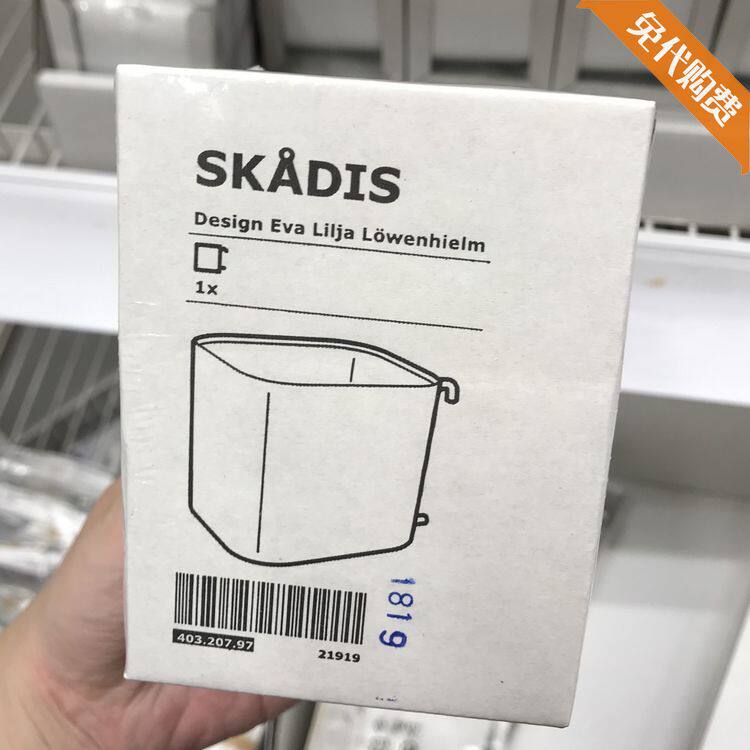 免代购费
SKÅDIS
Design Eva Lilja Löwenhielm
1x
403.207.97
21919
1819